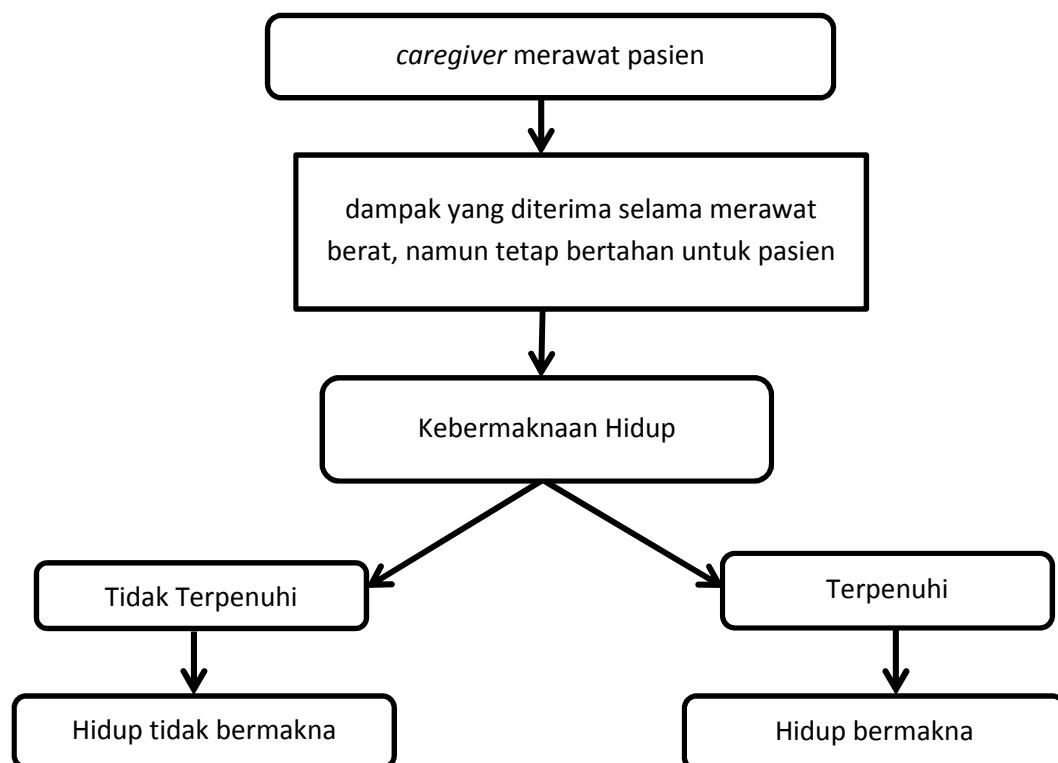 caregiver merawat pasien
dampak yang diterima selama merawat
berat, namun tetap bertahan untuk pasien
Kebermaknaan Hidup
Tidak Terpenuhi
Terpenuhi
Hidup tidak bermakna
Hidup bermakna